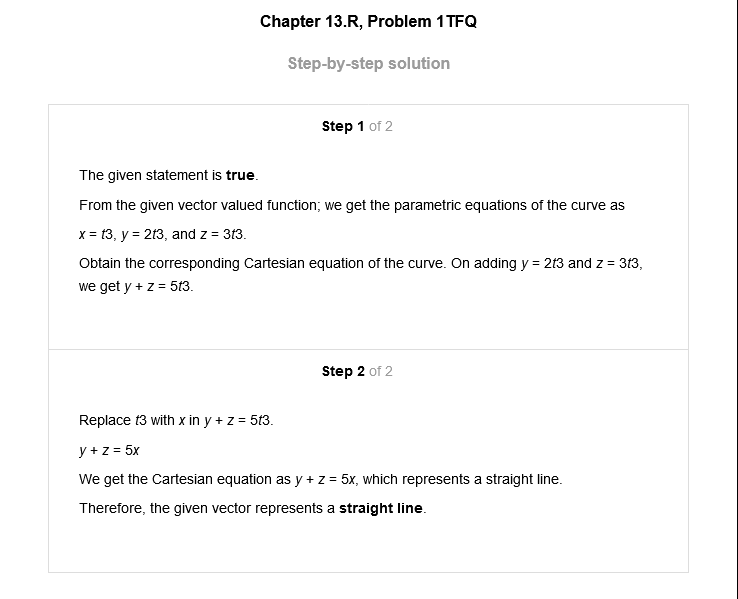 Chapter 13.R, Problem 1TFQ
Step-by-step solution
Step 1 of 2
The given statement is true.
From the given vector valued function; we get the parametric equations of the curve as
x = t3, y = 2t3, and z = 3t3.
Obtain the corresponding Cartesian equation of the curve. On adding y = 2t3 and z = 3t3,
we get y + z = 5t3.
Step 2 of 2
Replace t3 with x in y + z = 5t3.
y + z = 5x
We get the Cartesian equation as y + z = 5x, which represents a straight line.
Therefore, the given vector represents a straight line.